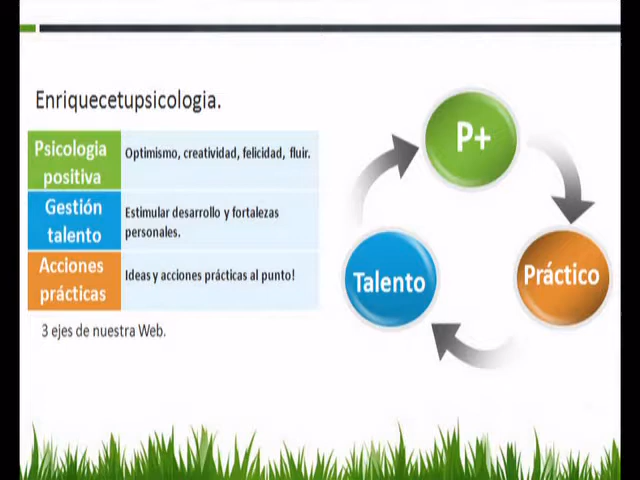 Enriquecetupsicologia.
Psicologia
positiva
Optimismo, creatividad, felicidad, fluir.
Gestión
talento
Estimular desarrollo y fortalezas
personales.
Acciones
prácticas
Ideas y acciones prácticas al punto!
3 ejes de nuestra Web.
P+
Talento
Práctico